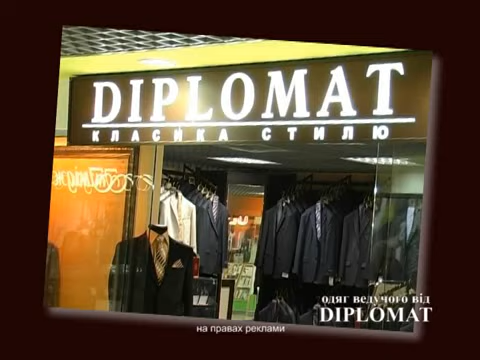 DIPLOMAT
КЛАСИКА СТИЛЮ
одяг ведучого від
DIPLOMAT
на правах реклами